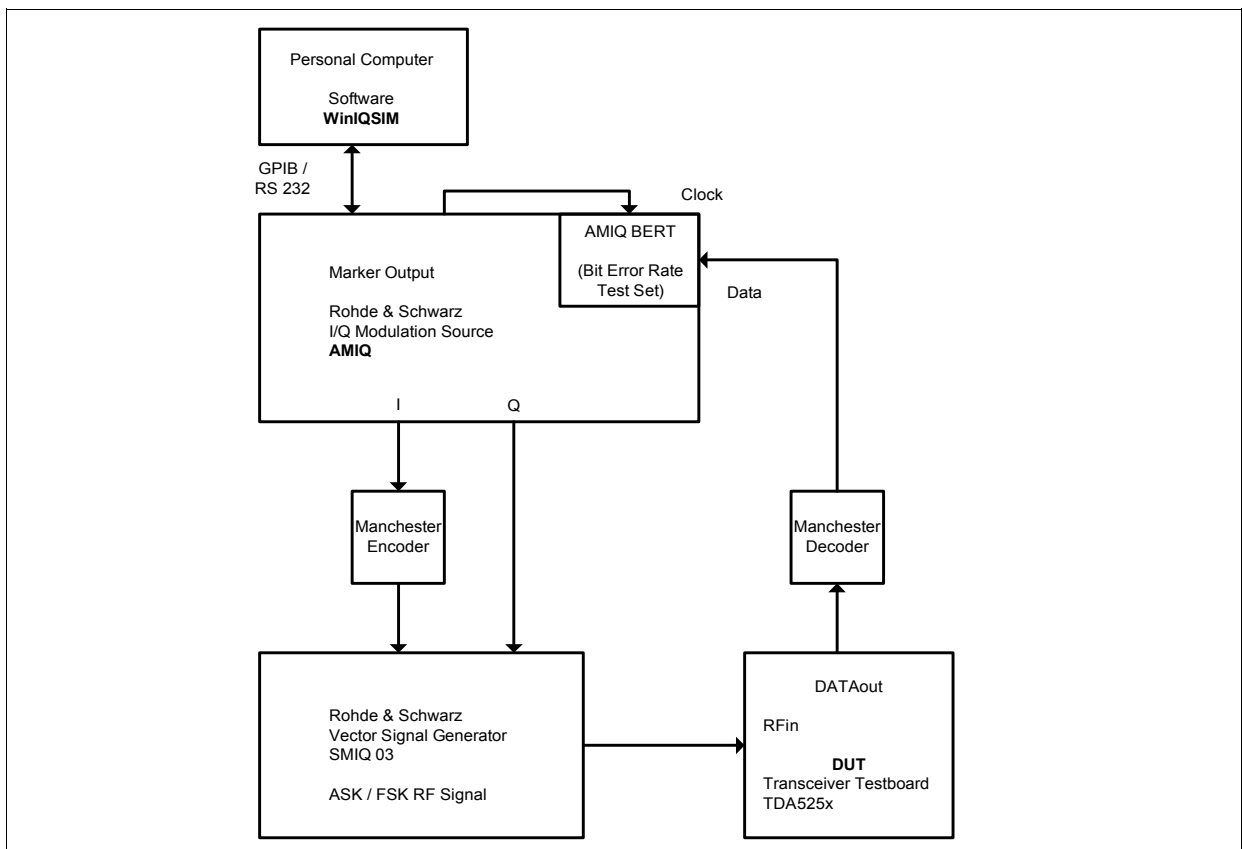 Personal Computer
Software
WinIQSIM
GPIB /
RS 232
Clock
AMIQ BERT
(Bit Error Rate
Test Set)
Data
Marker Output
Rohde & Schwarz
I/Q Modulation Source
AMIQ
I
Q
Manchester
Encoder
Manchester
Decoder
Rohde & Schwarz
Vector Signal Generator
SMIQ 03
ASK / FSK RF Signal
DATAout
RFin
DUT
Transceiver Testboard
TDA525x